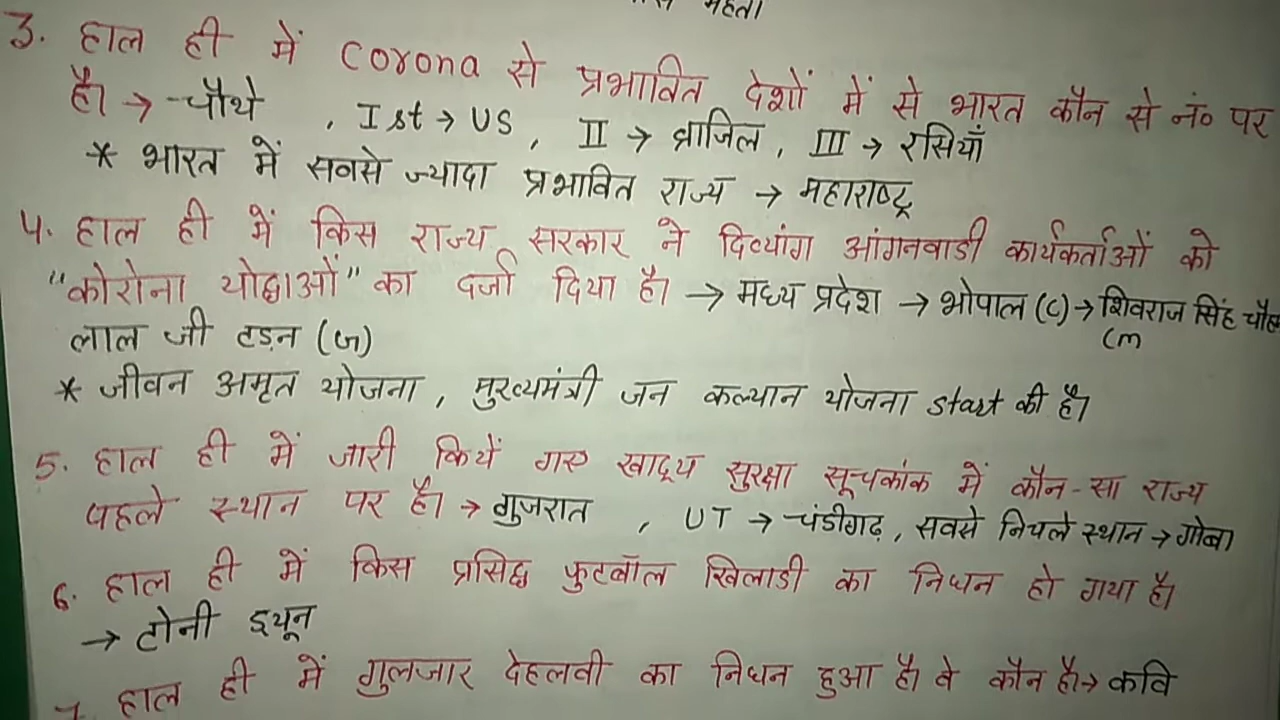 महता
3. हाल ही में Corona से प्रभावित देशों में से भारत कौन से नं० पर
है। → चौथे , Ist → US , II → ब्राजिल , III → रसियाँ
* भारत में सबसे ज्यादा प्रभावित राज्य → महाराष्ट्र
4. हाल ही में किस राज्य सरकार ने दिव्यांग आंगनवाडी कार्यकर्ताओं को
"कोरोना योद्धाओं" का दर्जा दिया है। → मध्य प्रदेश → भोपाल (C) → शिवराज सिंह
लाल जी टंड़न (G) (m
* जीवन अमृत योजना , मुख्यमंत्री जन कल्यान योजना start की है।
5. हाल ही में जारी कियें गए खाद्य सुरक्षा सूचकांक में कौन-सा राज्य
पहले स्थान पर है। → गुजरात , UT → चंडीगढ़ , सबसे निचले स्थान → गोवा
6. हाल ही में किस प्रसिद्ध फुटबॉल खिलाडी का निधन हो गया है।
→ टोनी ड्यून
7. हाल ही में गुलजार देहलवी का निधन हुआ है। वे कौन है। → कवि